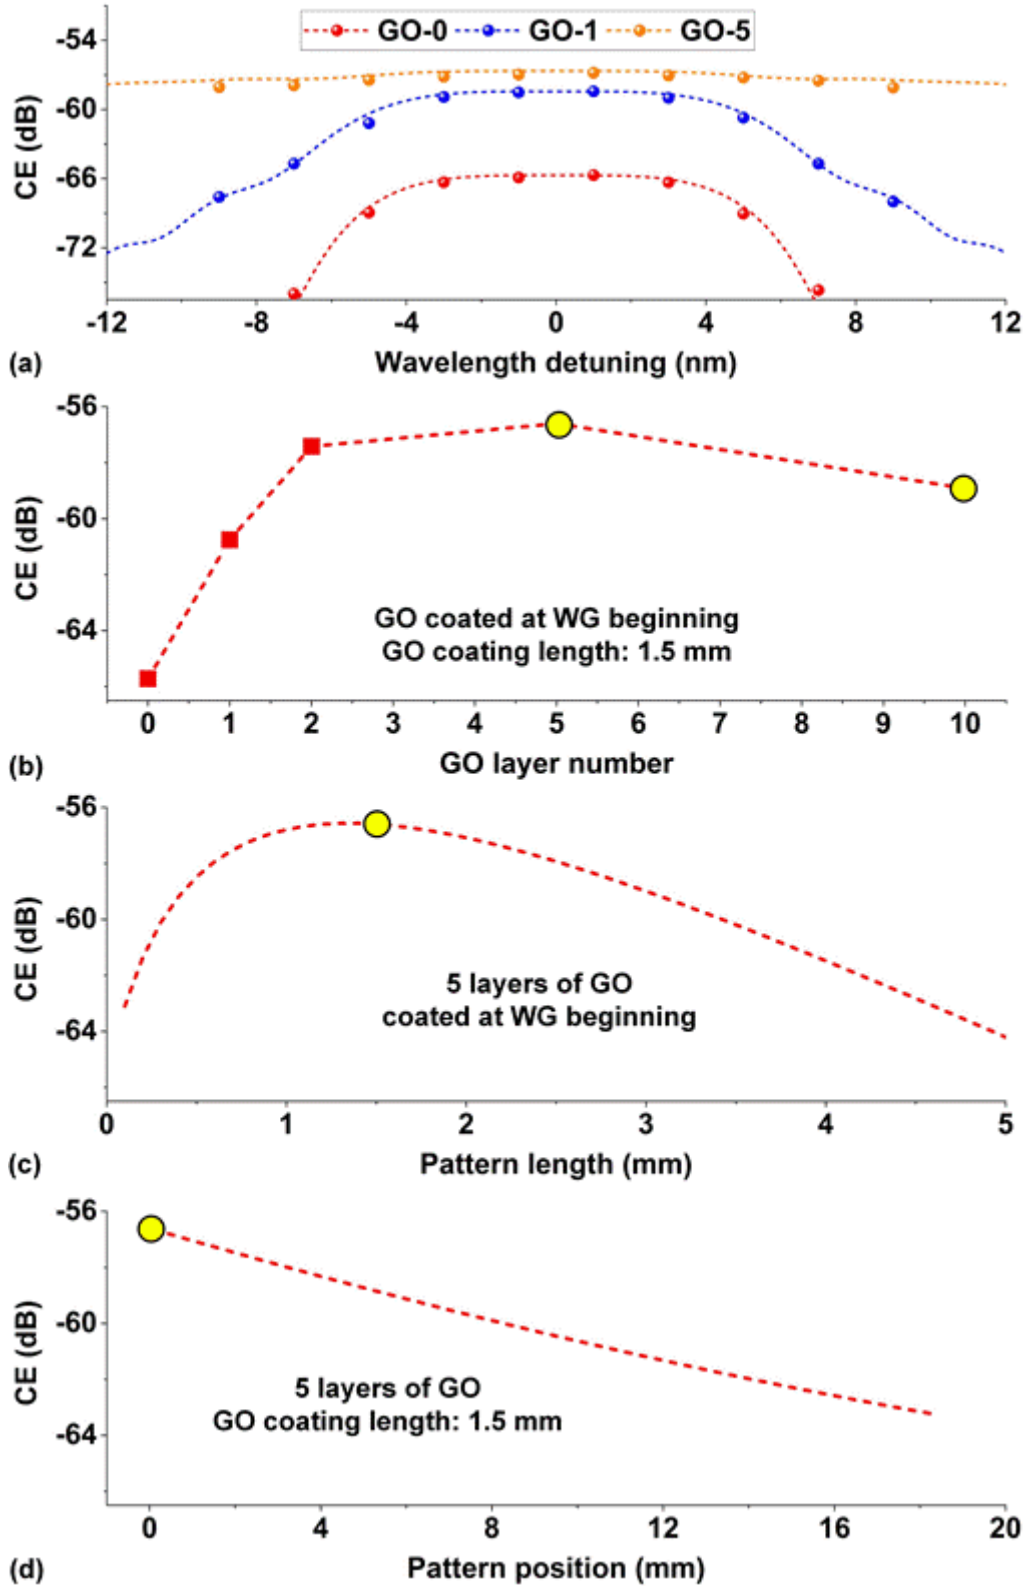 GO-0 GO-1 GO-5
-54
-60
-66
-72
CE (dB)
-12 -8 -4 0 4 8 12
(a) Wavelength detuning (nm)
-56
-60
-64
CE (dB)
GO coated at WG beginning
GO coating length: 1.5 mm
0 1 2 3 4 5 6 7 8 9 10
(b) GO layer number
-56
-60
-64
CE (dB)
5 layers of GO
coated at WG beginning
0 1 2 3 4 5
(c) Pattern length (mm)
-56
-60
-64
CE (dB)
5 layers of GO
GO coating length: 1.5 mm
0 4 8 12 16 20
(d) Pattern position (mm)